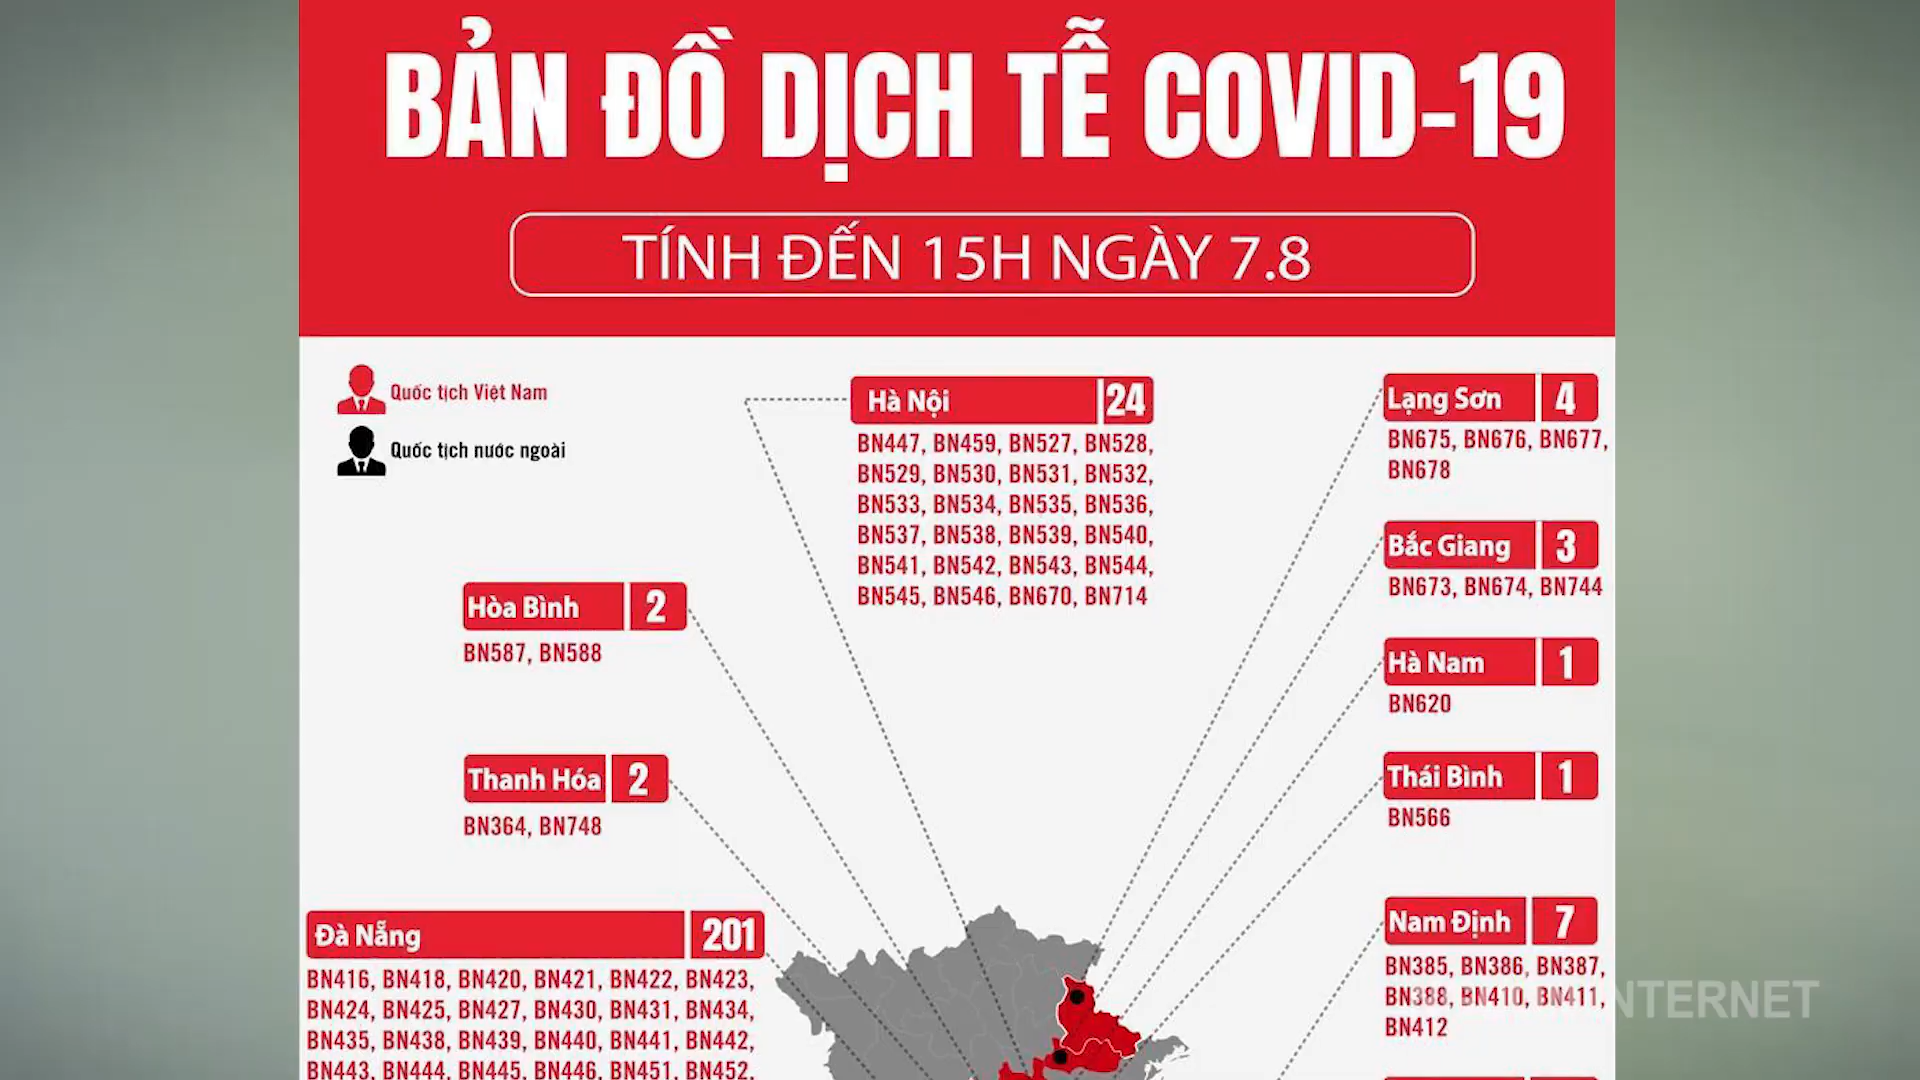 BẢN ĐỒ DỊCH TỄ COVID-19
TÍNH ĐẾN 15H NGÀY 7.8
Quốc tịch Việt Nam
Quốc tịch nước ngoài
Hà Nội 24
BN447, BN459, BN527, BN528,
BN529, BN530, BN531, BN532,
BN533, BN534, BN535, BN536,
BN537, BN538, BN539, BN540,
BN541, BN542, BN543, BN544,
BN545, BN546, BN670, BN714
Lạng Sơn 4
BN675, BN676, BN677,
BN678
Bắc Giang 3
BN673, BN674, BN744
Hòa Bình 2
BN587, BN588
Hà Nam 1
BN620
Thanh Hóa 2
BN364, BN748
Thái Bình 1
BN566
Đà Nẵng 201
BN416, BN418, BN420, BN421, BN422, BN423,
BN424, BN425, BN427, BN430, BN431, BN434,
BN435, BN438, BN439, BN440, BN441, BN442,
BN443, BN444, BN445, BN446, BN451, BN452,
Nam Định 7
BN385, BN386, BN387,
BN388, BN410, BN411,
BN412
INTERNET